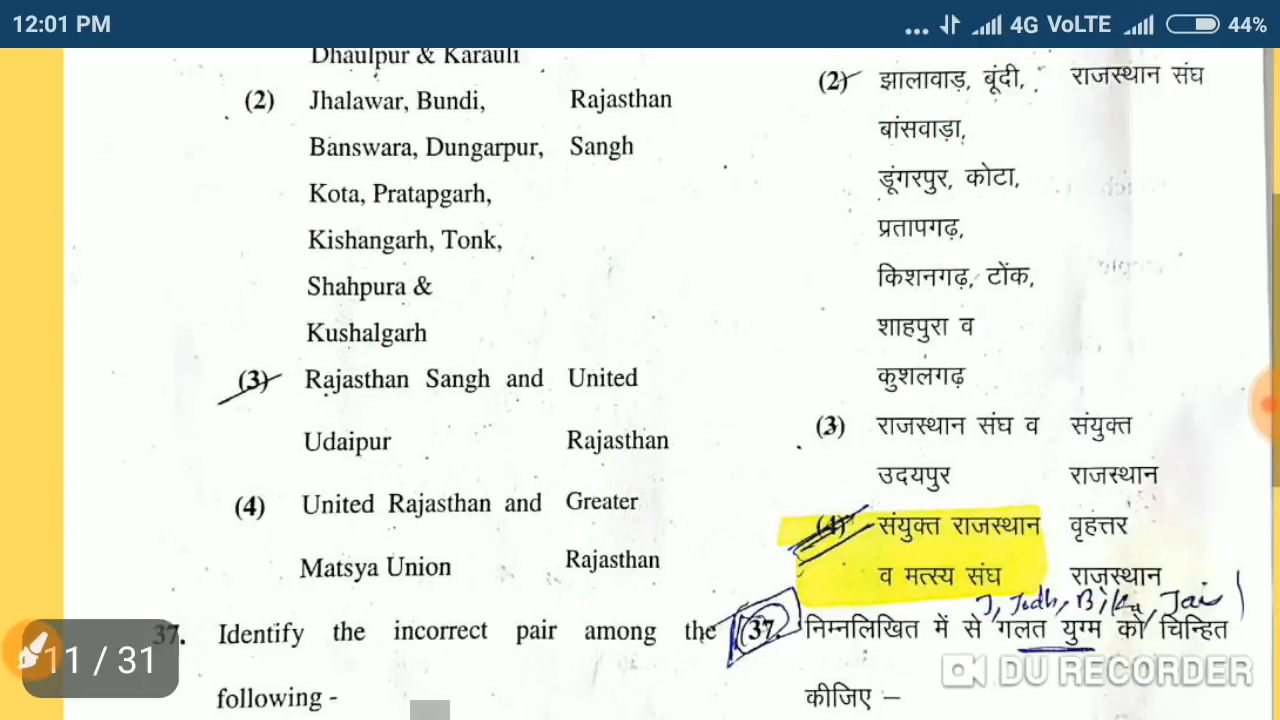 12:01 PM
... 4G VoLTE 44%
Dhaulpur & Karauli
(2) Jhalawar, Bundi, Rajasthan
Banswara, Dungarpur, Sangh
Kota, Pratapgarh,
Kishangarh, Tonk,
Shahpura &
Kushalgarh
(3) Rajasthan Sangh and United
Udaipur Rajasthan
(4) United Rajasthan and Greater
Matsya Union Rajasthan
37. Identify the incorrect pair among the
following -
(2) झालावाड़, बूंदी, राजस्थान संघ
बांसवाड़ा,
डूंगरपुर, कोटा,
प्रतापगढ़,
किशनगढ़, टोंक,
शाहपुरा व
कुशलगढ़
(3) राजस्थान संघ व संयुक्त
उदयपुर राजस्थान
(4) संयुक्त राजस्थान वृहत्तर
व मत्स्य संघ राजस्थान
J, Jodh, Jai
(37 निम्नलिखित में से गलत युग्म को चिन्हित
कीजिए –
11 / 31
DU RECORDER